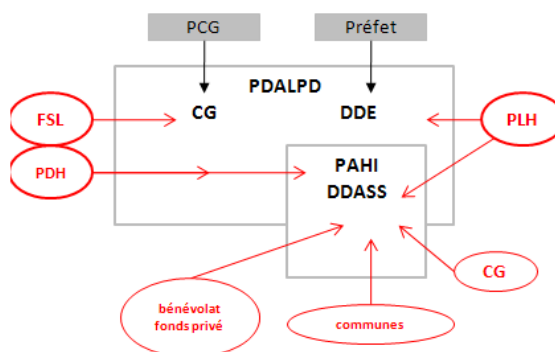 PCG
Préfet
PDALPD
FSL
CG
DDE
PLH
PDH
PAHI
DDASS
CG
bénévolat
fonds privé
communes